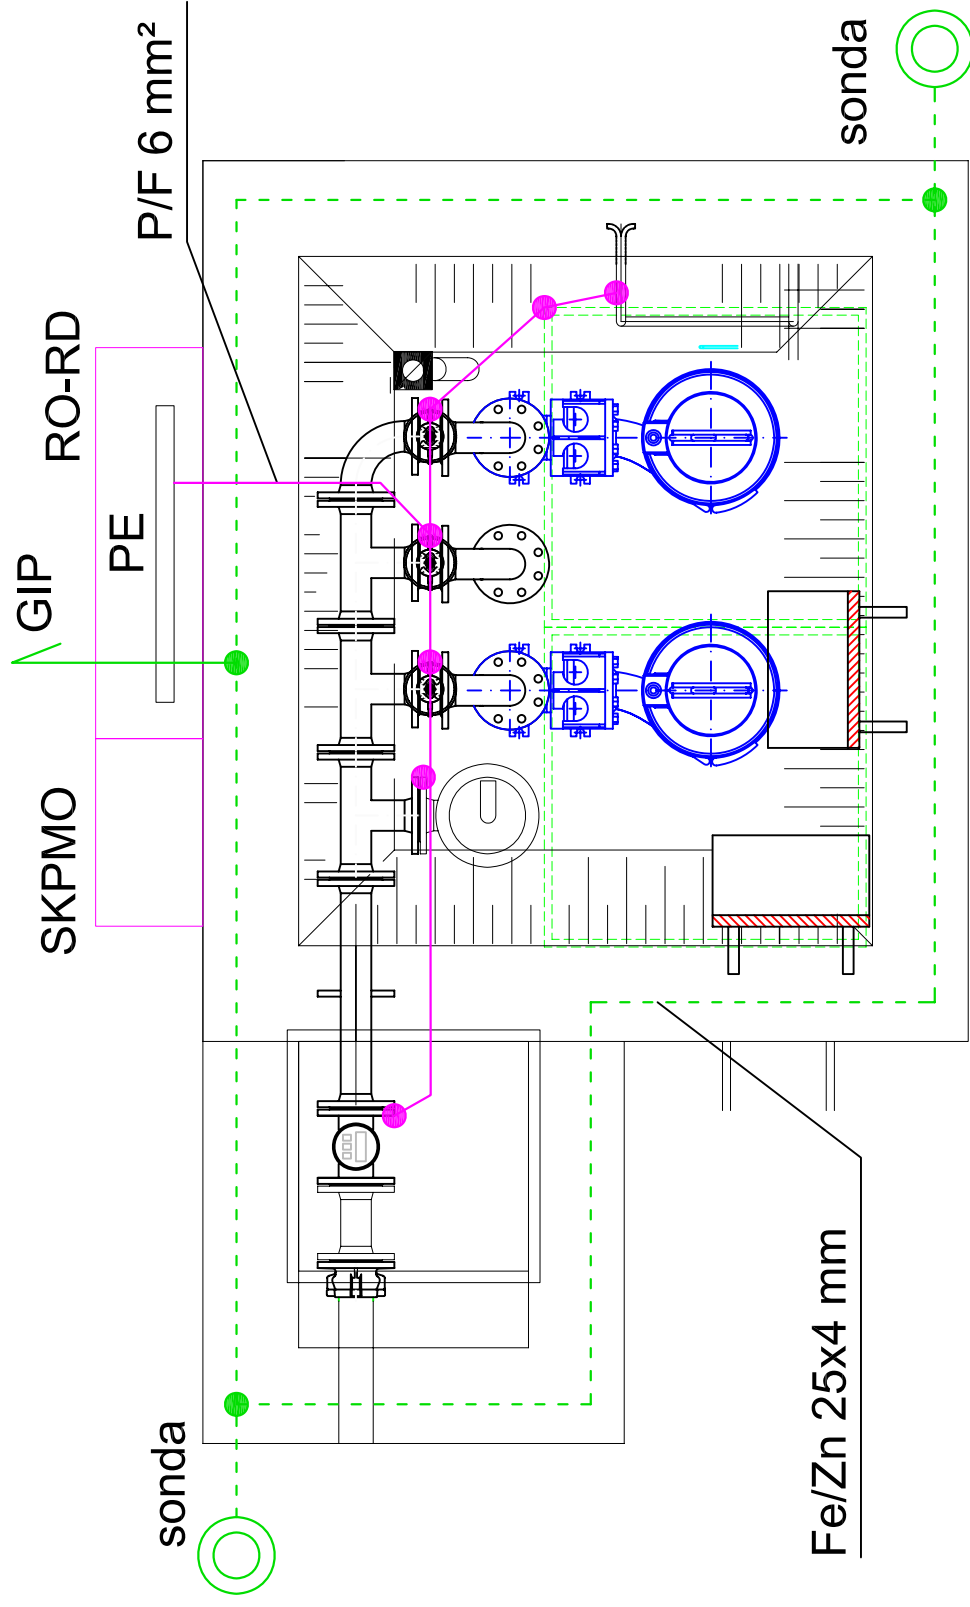 sonda
SKPMO
GIP
PE
RO-RD
P/F 6 mm²
Fe/Zn 25x4 mm
sonda